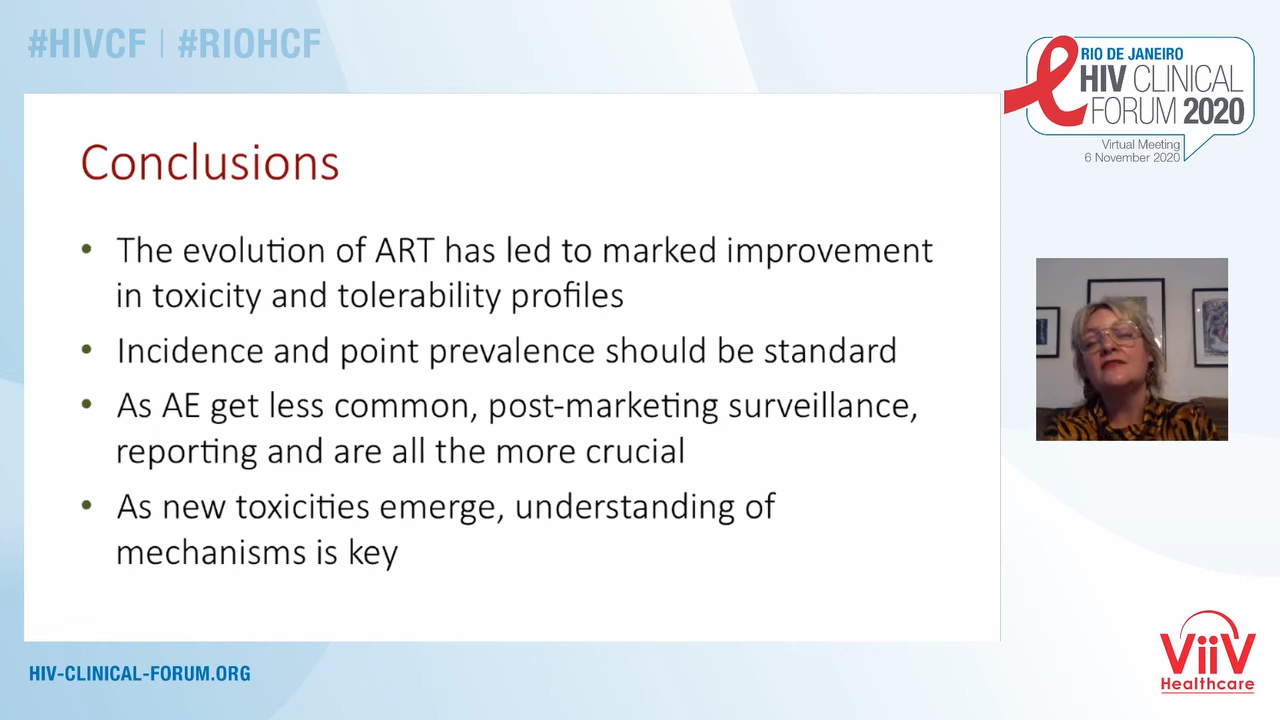 #HIVCF | #RIOHCF
RIO DE JANEIRO
HIV CLINICAL
FORUM 2020
Virtual Meeting
6 November 2020
Conclusions
• The evolution of ART has led to marked improvement
in toxicity and tolerability profiles
• Incidence and point prevalence should be standard
• As AE get less common, post-marketing surveillance,
reporting and are all the more crucial
• As new toxicities emerge, understanding of
mechanisms is key
HIV-CLINICAL-FORUM.ORG
ViiV
Healthcare